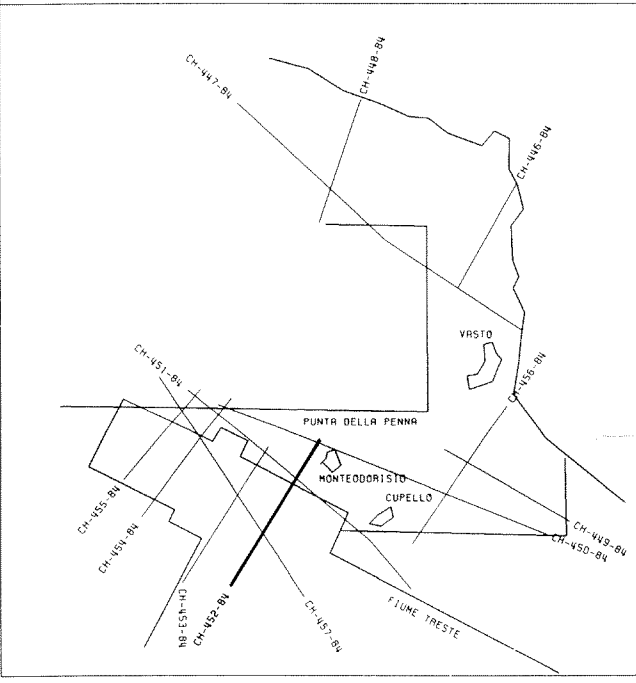 CH-448-84
CH-447-84
CH-446-84
VASTO
CH-451-84
CH-456-84
PUNTA DELLA PENNA
MONTEODORISIO
CUPELLO
CH-455-84
CH-454-84
CH-449-84
CH-450-84
CH-453-84
CH-452-84
CH-457-84
FIUME TRESTE